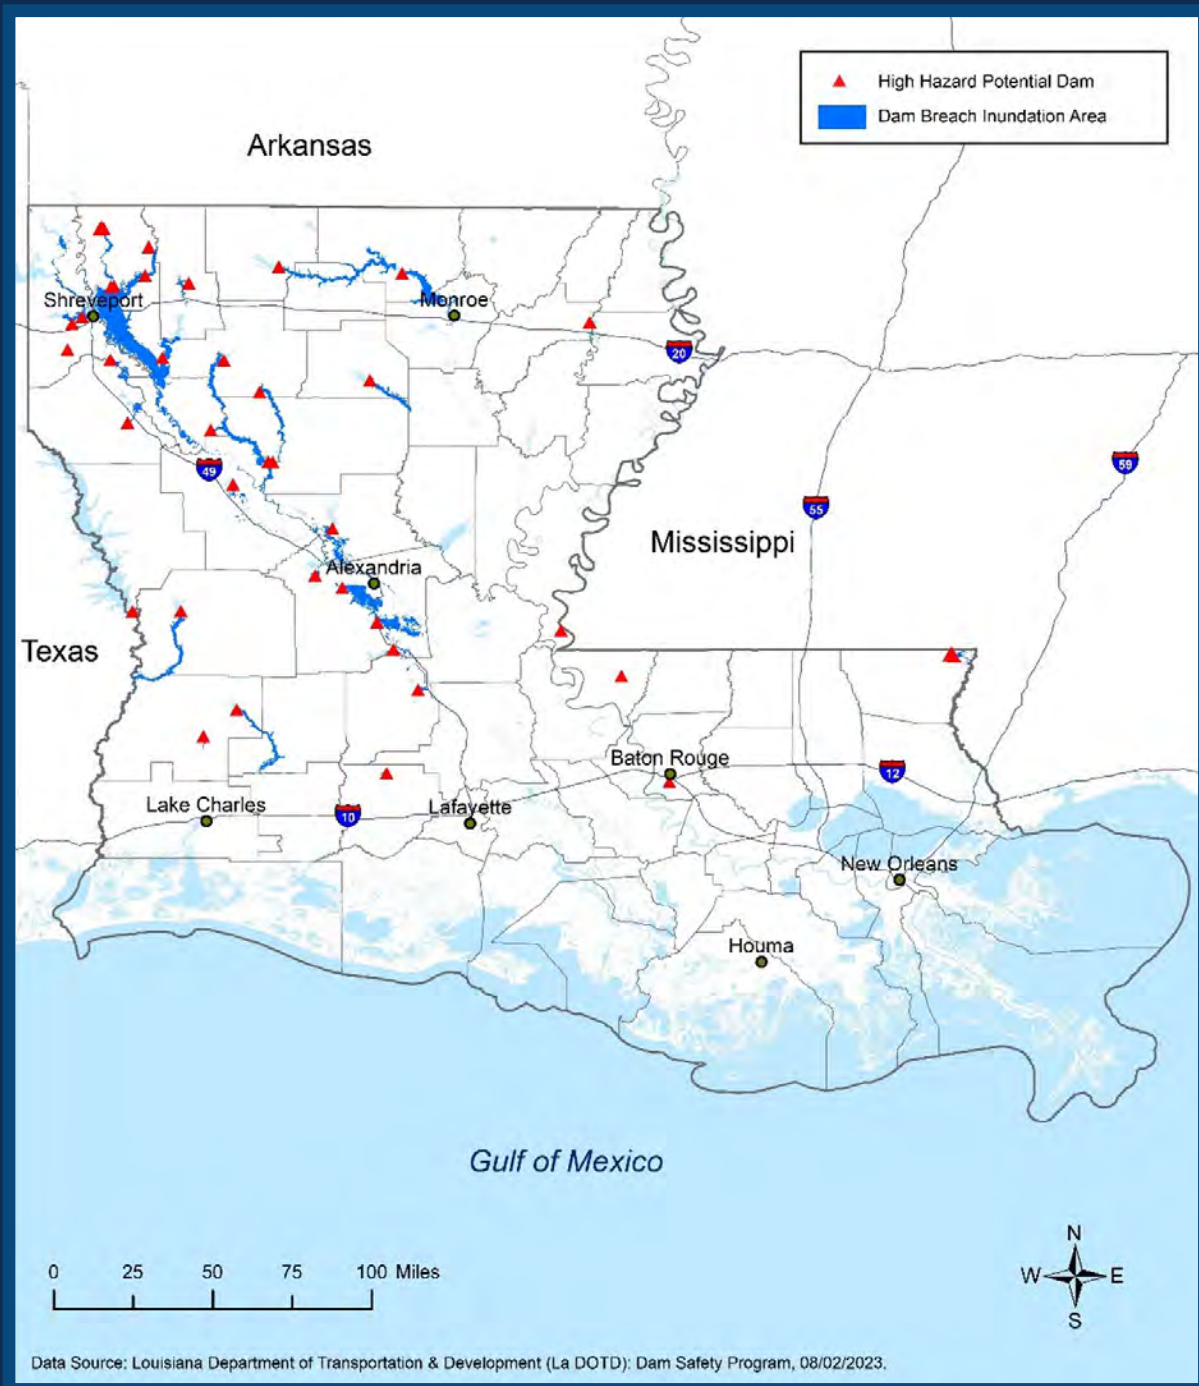 High Hazard Potential Dam
Dam Breach Inundation Area
Arkansas
Shreveport
Monroe
20
49
59
55
Mississippi
Alexandria
Texas
Baton Rouge
12
Lake Charles
10
Lafayette
New Orleans
Houma
Gulf of Mexico
N
W E
S
0 25 50 75 100 Miles
Data Source: Louisiana Department of Transportation & Development (La DOTD): Dam Safety Program, 08/02/2023.